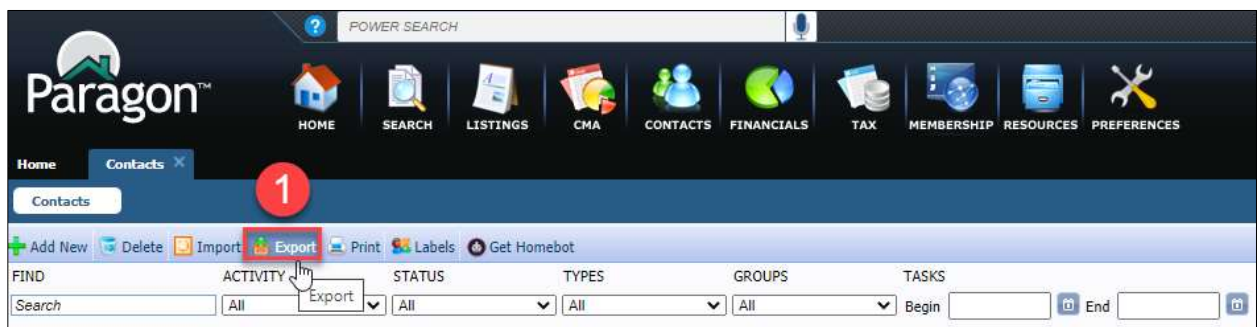 POWER SEARCH
Paragon™
HOME SEARCH LISTINGS CMA CONTACTS FINANCIALS TAX MEMBERSHIP RESOURCES PREFERENCES
Home Contacts
1
Contacts
Add New Delete Import Export Print Labels Get Homebot
FIND ACTIVITY STATUS TYPES GROUPS TASKS
Search All Export All All All Begin End